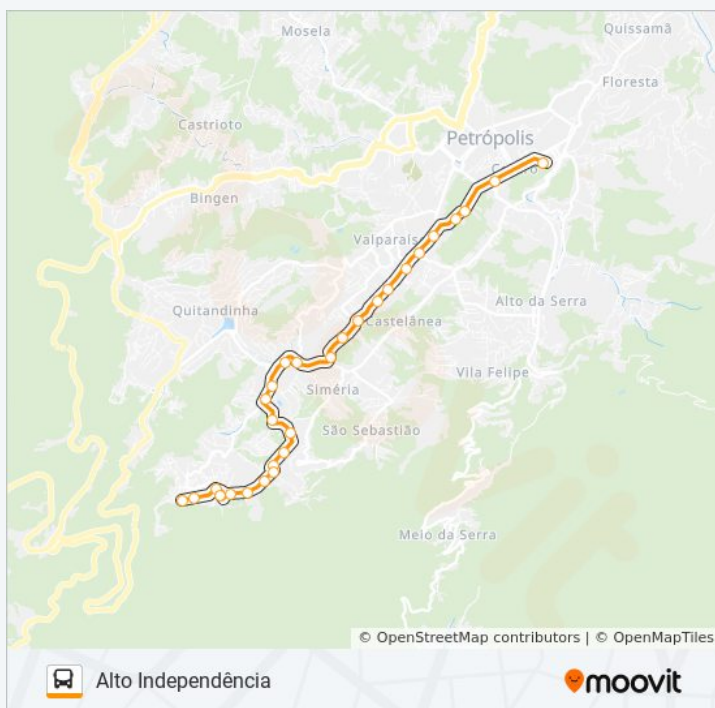 Mosela
Quissamã
Floresta
Castrioto
Petrópolis
Bingen
Valparaís
Quitandinha
Alto da Serra
Castelânea
Vila Felipe
Siméria
São Sebastião
Meio da Serra
© OpenStreetMap contributors | © OpenMapTiles
Alto Independência
moovit